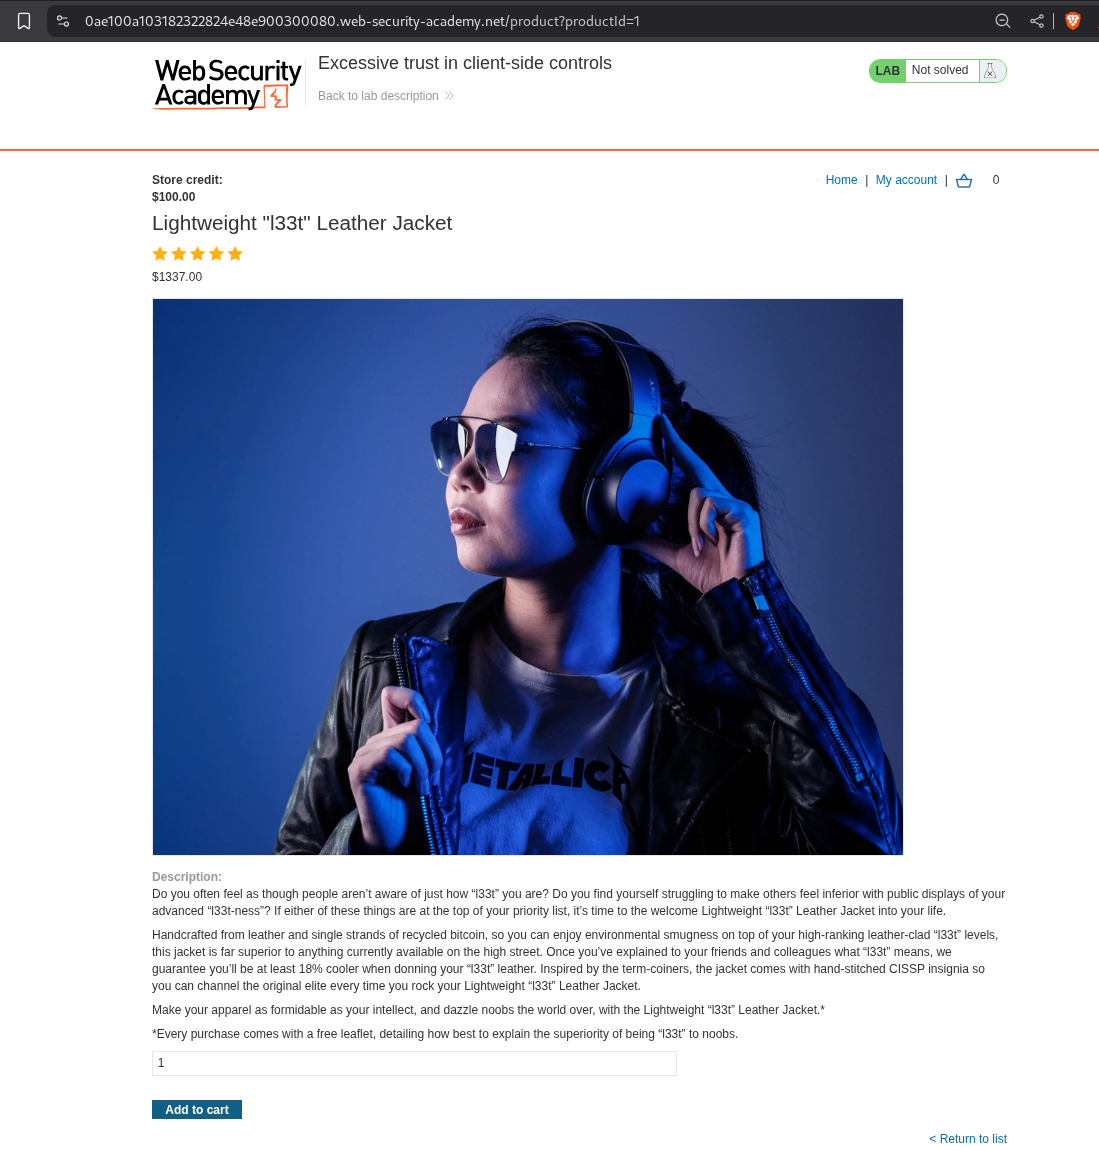 0ae100a103182322824e48e900300080.web-security-academy.net/product?productId=1
Web Security
Academy
Excessive trust in client-side controls
Back to lab description
LAB Not solved
Store credit:
$100.00
Home | My account | 0
Lightweight "l33t" Leather Jacket
$1337.00
SONY
METALLICA
Description:
Do you often feel as though people aren’t aware of just how “l33t” you are? Do you find yourself struggling to make others feel inferior with public displays of your
advanced “l33t-ness”? If either of these things are at the top of your priority list, it’s time to the welcome Lightweight “l33t” Leather Jacket into your life.
Handcrafted from leather and single strands of recycled bitcoin, so you can enjoy environmental smugness on top of your high-ranking leather-clad “l33t” levels,
this jacket is far superior to anything currently available on the high street. Once you’ve explained to your friends and colleagues what “l33t” means, we
guarantee you’ll be at least 18% cooler when donning your “l33t” leather. Inspired by the term-coiners, the jacket comes with hand-stitched CISSP insignia so
you can channel the original elite every time you rock your Lightweight “l33t” Leather Jacket.
Make your apparel as formidable as your intellect, and dazzle noobs the world over, with the Lightweight “l33t” Leather Jacket.*
*Every purchase comes with a free leaflet, detailing how best to explain the superiority of being “l33t” to noobs.
1
Add to cart
< Return to list